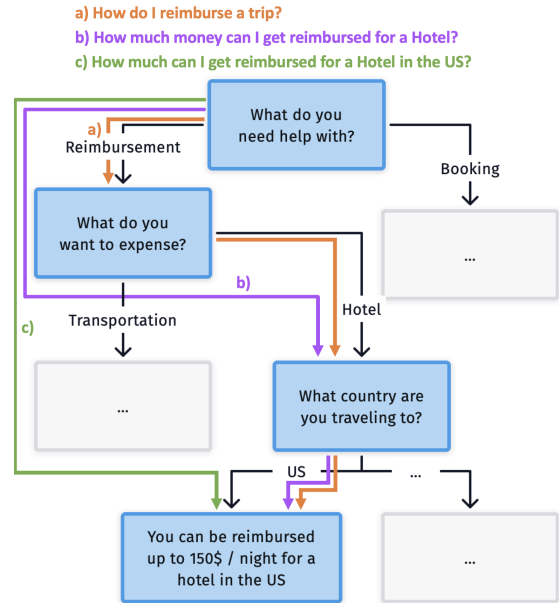 a) How do I reimburse a trip?
b) How much money can I get reimbursed for a Hotel?
c) How much can I get reimbursed for a Hotel in the US?
What do you
need help with?
a)
Reimbursement
Booking
What do you
want to expense?
...
b)
Hotel
Transportation
c)
...
What country are
you traveling to?
US
...
You can be reimbursed
up to 150$ / night for a
hotel in the US
...